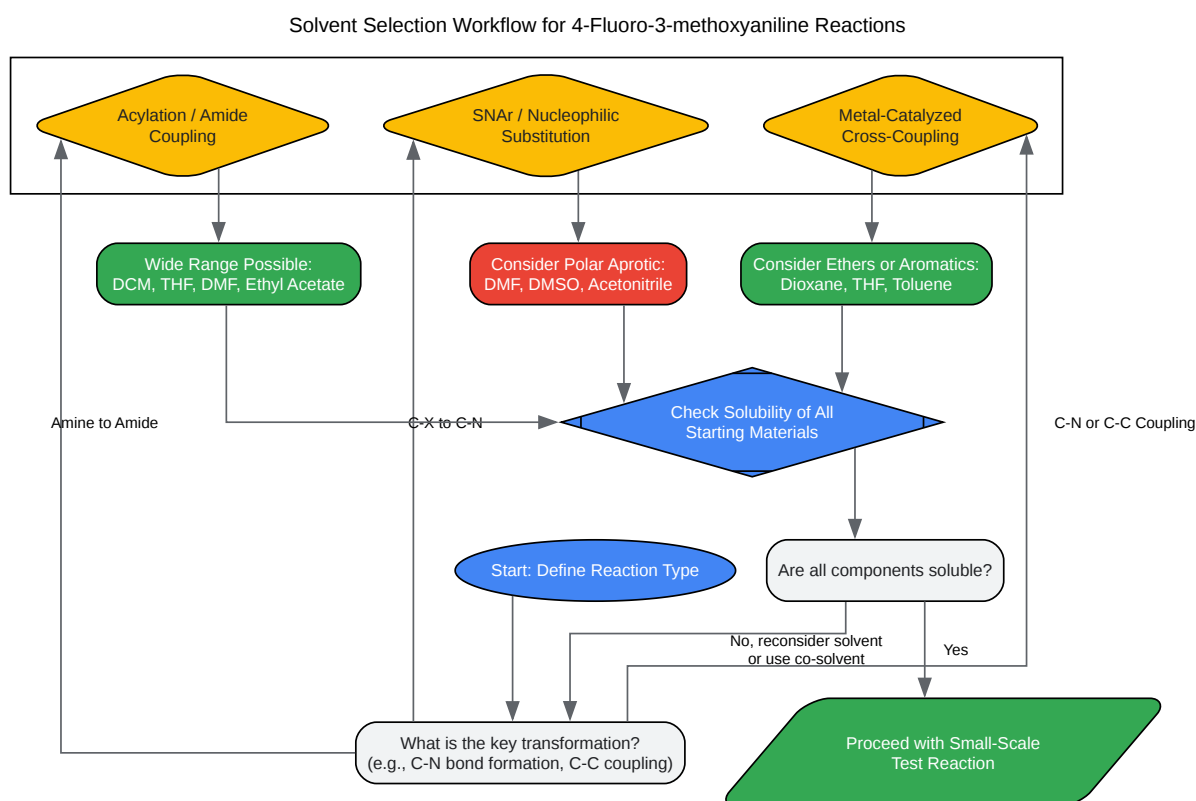 Solvent Selection Workflow for 4-Fluoro-3-methoxyaniline Reactions
Acylation / Amide
Coupling
SNAr / Nucleophilic
Substitution
Metal-Catalyzed
Cross-Coupling
Wide Range Possible:
DCM, THF, DMF, Ethyl Acetate
Consider Polar Aprotic:
DMF, DMSO, Acetonitrile
Consider Ethers or Aromatics:
Dioxane, THF, Toluene
Amine to Amide
C-X to C-N
Check Solubility of All
Starting Materials
C-N or C-C Coupling
Start: Define Reaction Type
Are all components soluble?
No, reconsider solvent
or use co-solvent
Yes
What is the key transformation?
(e.g., C-N bond formation, C-C coupling)
Proceed with Small-Scale
Test Reaction